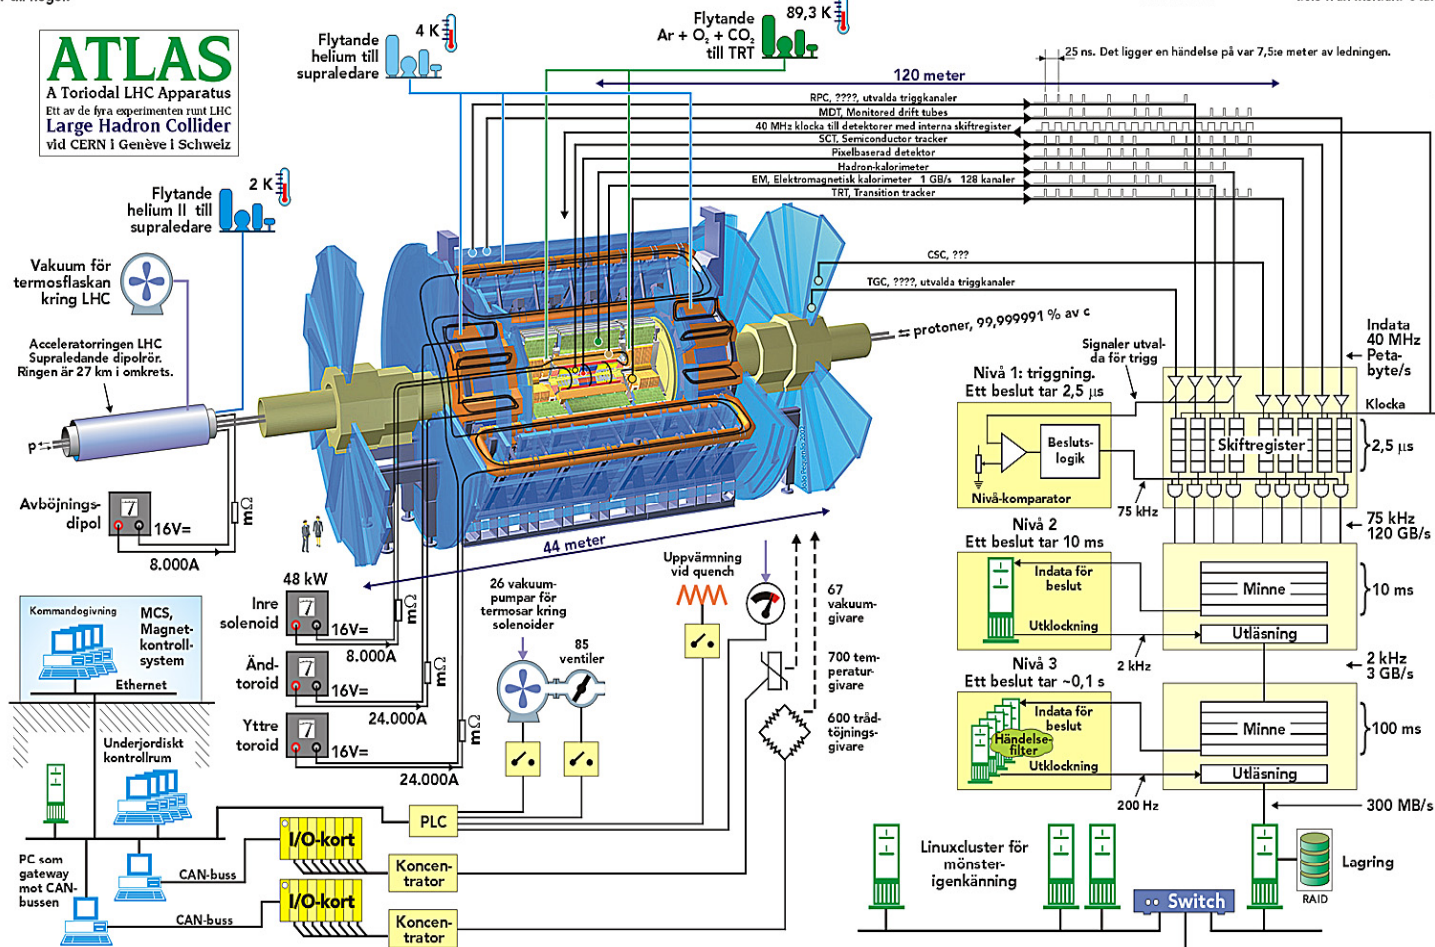 ATLAS
A Toriodal LHC Apparatus
Ett av de fyra experimenten runt LHC
Large Hadron Collider
vid CERN i Genève i Schweiz
Flytande
helium till
supraledare
4 K
Flytande
Ar + O₂ + CO₂
till TRT
89,3 K
25 ns. Det ligger en händelse på var 7,5:e meter av ledningen.
120 meter
RPC, ????, utvalda triggkanaler
MDT, Monitored drift tubes
40 MHz klocka till detektorer med interna skiftregister
SCT, Semiconductor tracker
Pixelbaserad detektor
Hadron-kalorimeter
EM, Elektromagnetisk kalorimeter 1 GB/s 128 kanaler
TRT, Transition tracker
Flytande
helium II till
supraledare
2 K
Vakuum för
termosflaskan
kring LHC
Acceleratorringen LHC
Supraledande dipolrör.
Ringen är 27 km i omkrets.
p
CSC, ???
TGC, ????, utvalda triggkanaler
protoner, 99,999991 % av c
Signaler utval-
da för trigg
Indata
40 MHz
Peta-
byte/s
Klocka
Nivå 1: triggning.
Ett beslut tar 2,5 µs
Besluts-
logik
Nivå-komparator
75 kHz
Skiftregister
2,5 µs
75 kHz
120 GB/s
Avböjnings-
dipol
16V=
mΩ
8.000A
44 meter
Nivå 2
Ett beslut tar 10 ms
Indata för
beslut
Utklockning
2 kHz
Minne
10 ms
Utläsning
2 kHz
3 GB/s
Nivå 3
Ett beslut tar ~0,1 s
Indata för
beslut
Händelse-
filter
Utklockning
200 Hz
Minne
100 ms
Utläsning
300 MB/s
48 kW
Inre
solenoid
16V=
mΩ
8.000A
Änd-
toroid
16V=
mΩ
24.000A
Yttre
toroid
16V=
mΩ
24.000A
26 vakuum-
pumpar för
termosar kring
solenoider
85
ventiler
Uppvärmning
vid quench
67
vakuum-
givare
700 tem-
peratur-
givare
600 tråd-
töjnings-
givare
Kommandogivning
MCS,
Magnet-
kontroll-
system
Ethernet
Underjordiskt
kontrollrum
PC som
gateway
mot CAN-
bussen
CAN-buss
CAN-buss
I/O-kort
I/O-kort
PLC
Koncen-
trator
Koncen-
trator
Linuxcluster för
mönster-
igenkänning
Switch
RAID
Lagring